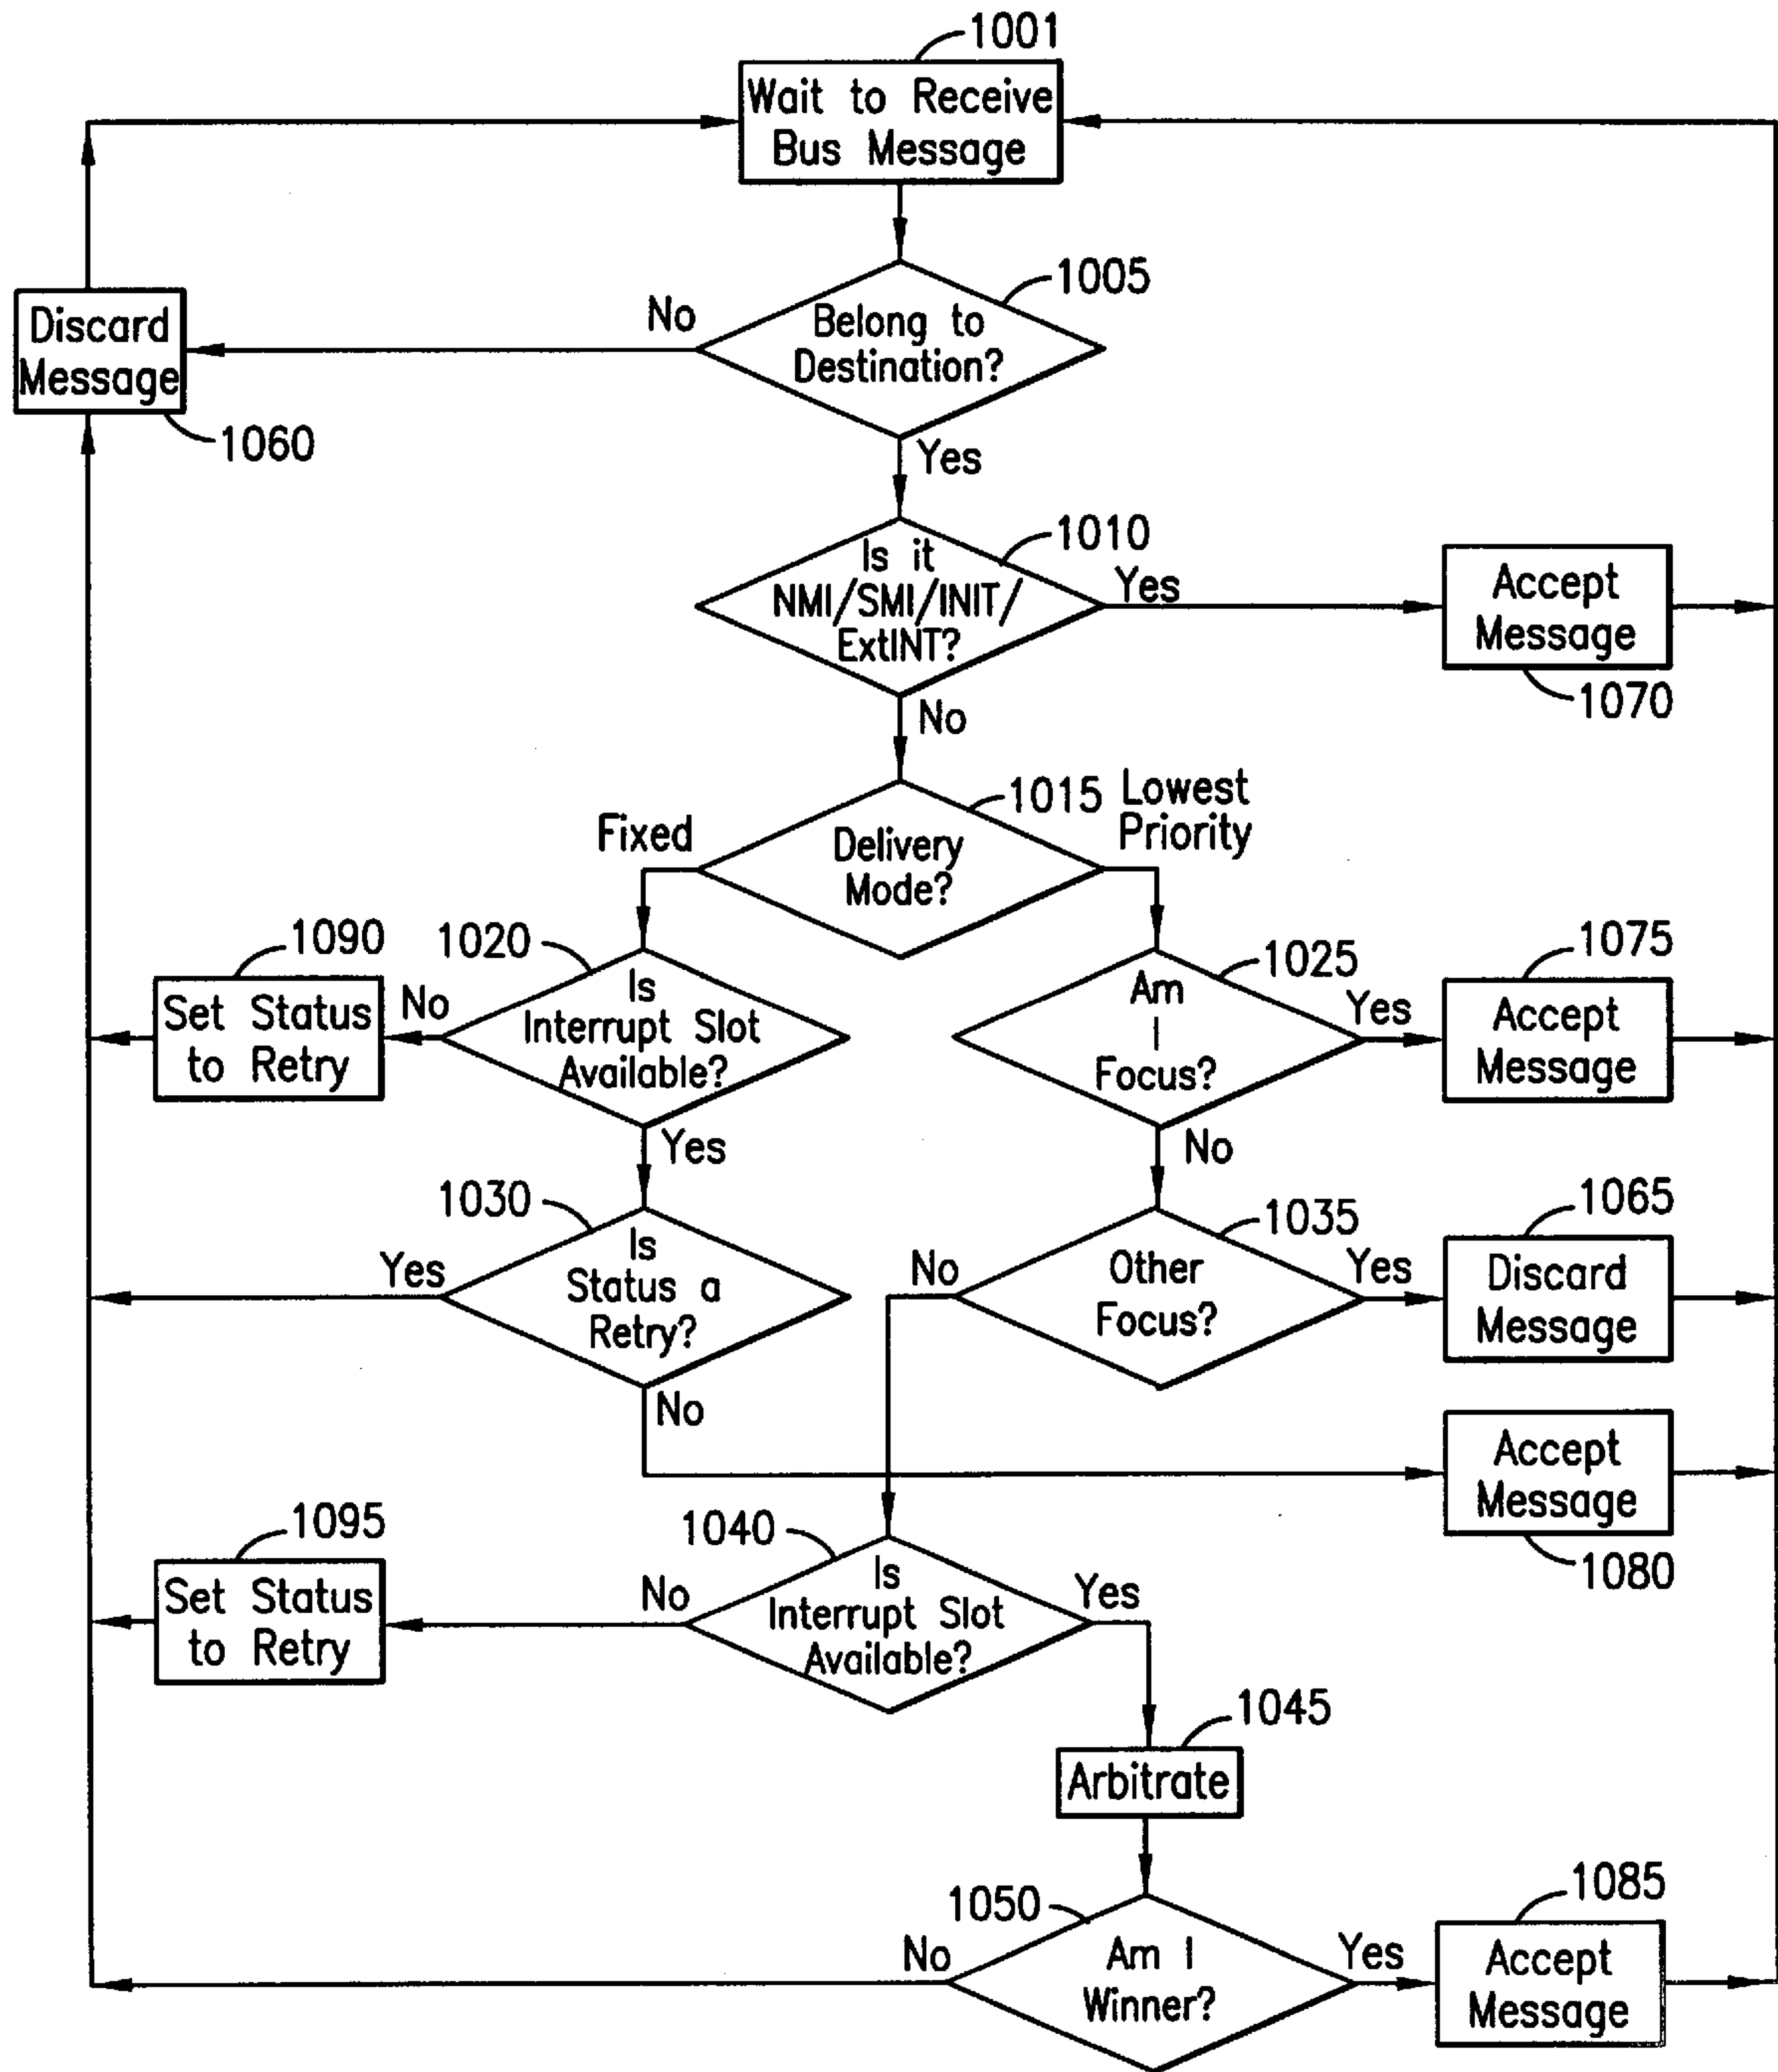 1001
Wait to Receive
Bus Message
1005
Belong to
Destination?
No
Discard
Message
1060
Yes
1010
Is it
NMI/SMI/INIT/
ExtINT?
Yes
Accept
Message
1070
No
1015
Lowest
Priority
Fixed
Delivery
Mode?
1090
Set Status
to Retry
No
1020
Is
Interrupt Slot
Available?
1025
Am
I
Focus?
Yes
1075
Accept
Message
Yes
No
1030
Is
Status a
Retry?
Yes
No
1035
Other
Focus?
No
Yes
1065
Discard
Message
Accept
Message
1080
1095
Set Status
to Retry
No
1040
Is
Interrupt Slot
Available?
Yes
1045
Arbitrate
1050
Am I
Winner?
No
Yes
1085
Accept
Message